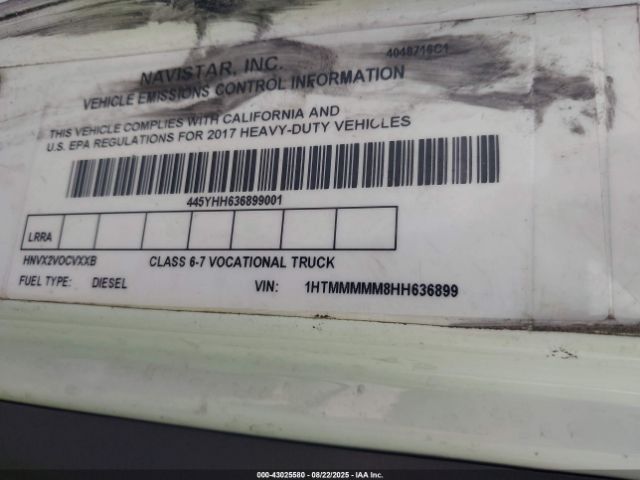 4048716C1
NAVISTAR, INC.
VEHICLE EMISSIONS CONTROL INFORMATION
THIS VEHICLE COMPLIES WITH CALIFORNIA AND
U.S. EPA REGULATIONS FOR 2017 HEAVY-DUTY VEHICLES
445YHH636899001
LRRA
HNVX2VOCVXXB CLASS 6-7 VOCATIONAL TRUCK
FUEL TYPE: DIESEL VIN: 1HTMMMMM8HH636899
000-43025580 - 08/22/2025 - IAA Inc.